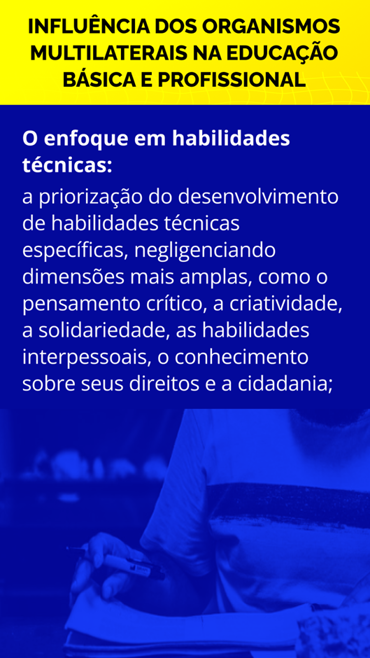 INFLUÊNCIA DOS ORGANISMOS
MULTILATERAIS NA EDUCAÇÃO
BÁSICA E PROFISSIONAL
O enfoque em habilidades
técnicas:
a priorização do desenvolvimento
de habilidades técnicas
específicas, negligenciando
dimensões mais amplas, como o
pensamento crítico, a criatividade,
a solidariedade, as habilidades
interpessoais, o conhecimento
sobre seus direitos e a cidadania;